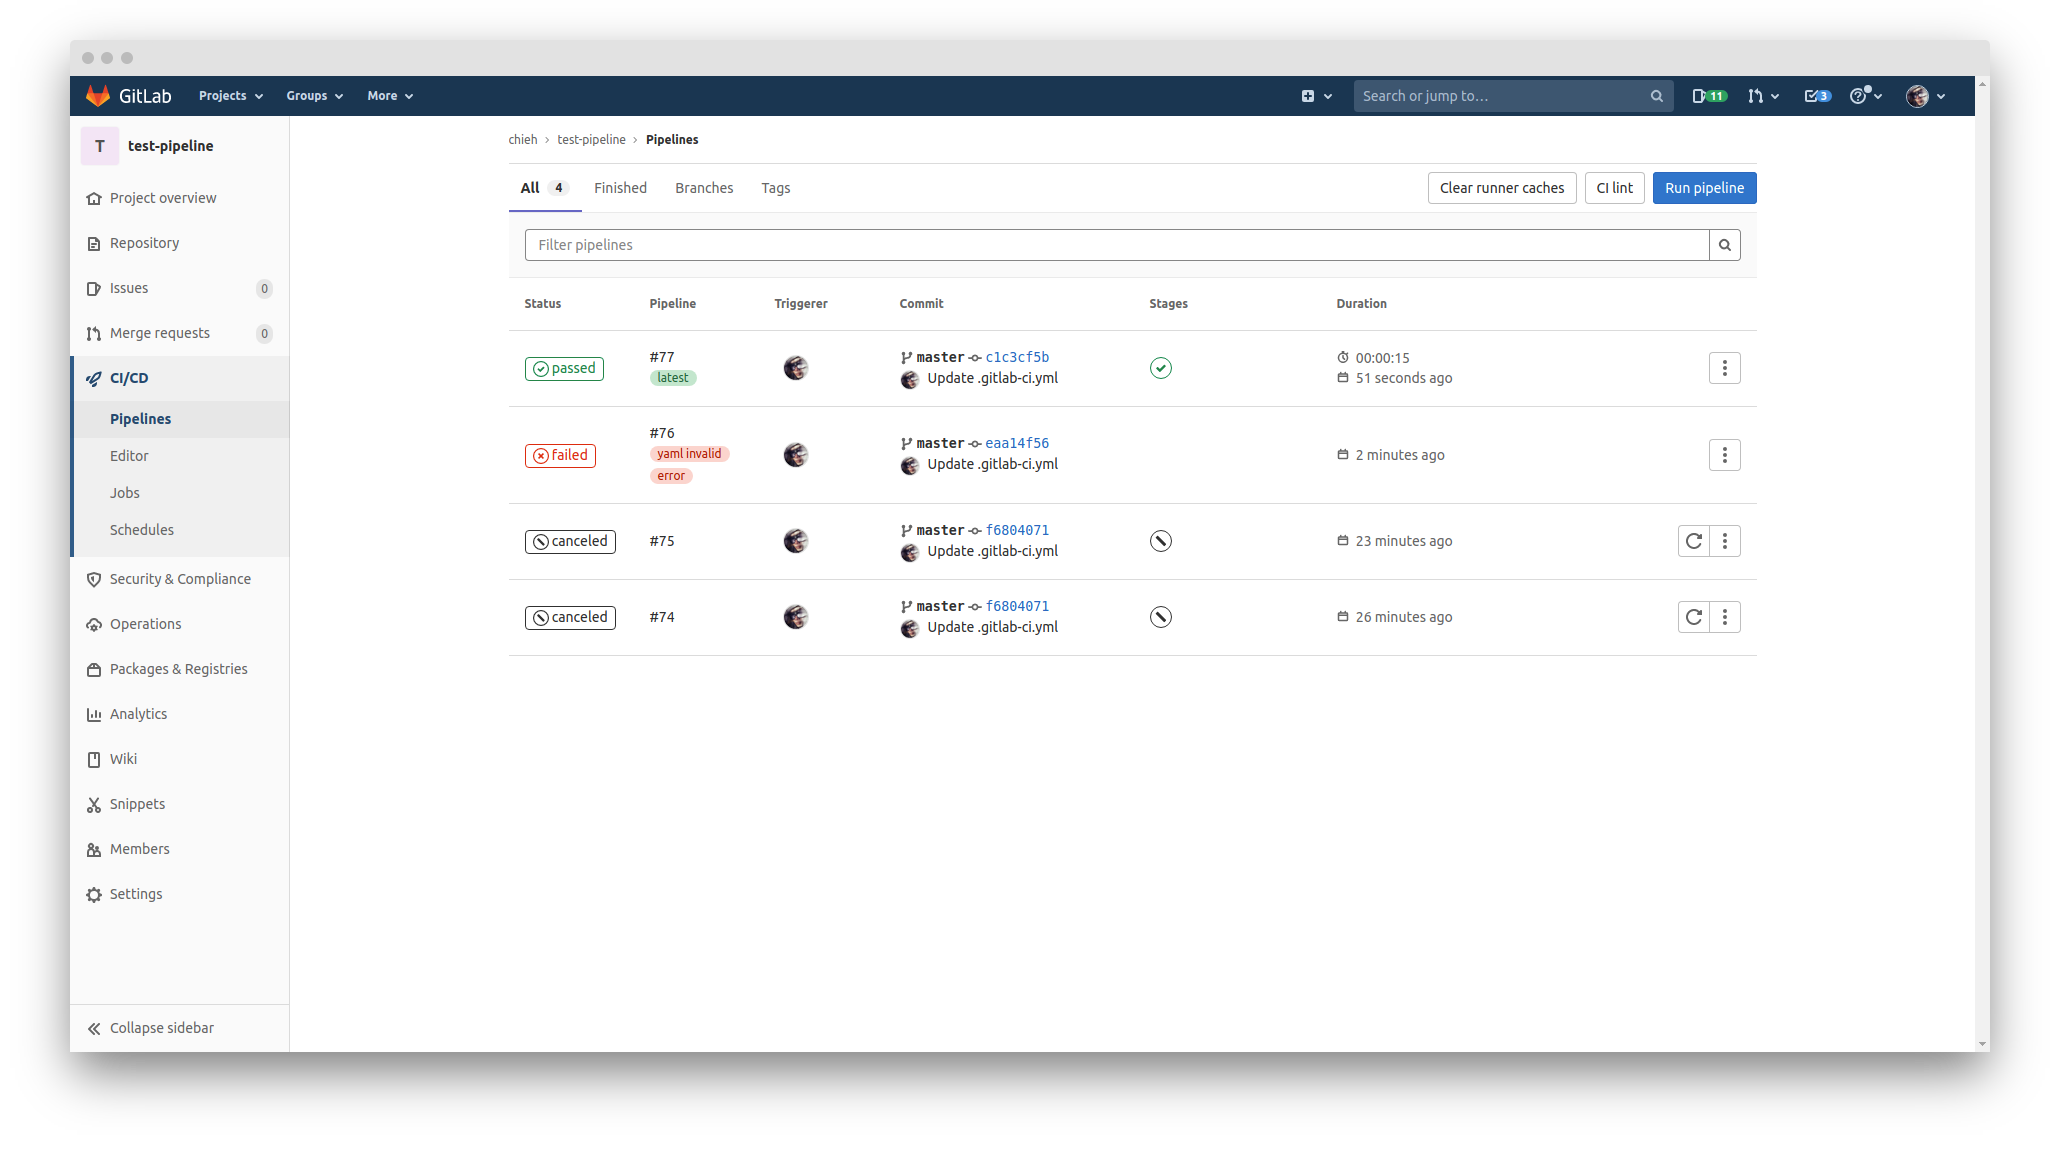 GitLab Projects Groups More Search or jump to... 11 3
T test-pipeline
Project overview
Repository
Issues 0
Merge requests 0
CI/CD
Pipelines
Editor
Jobs
Schedules
Security & Compliance
Operations
Packages & Registries
Analytics
Wiki
Snippets
Members
Settings
Collapse sidebar
chieh › test-pipeline › Pipelines
All 4 Finished Branches Tags Clear runner caches CI lint Run pipeline
Filter pipelines
Status Pipeline Triggerer Commit Stages Duration
passed #77 latest master c1c3cf5b Update .gitlab-ci.yml 00:00:15 51 seconds ago
failed #76 yaml invalid error master eaa14f56 Update .gitlab-ci.yml 2 minutes ago
canceled #75 master f6804071 Update .gitlab-ci.yml 23 minutes ago
canceled #74 master f6804071 Update .gitlab-ci.yml 26 minutes ago